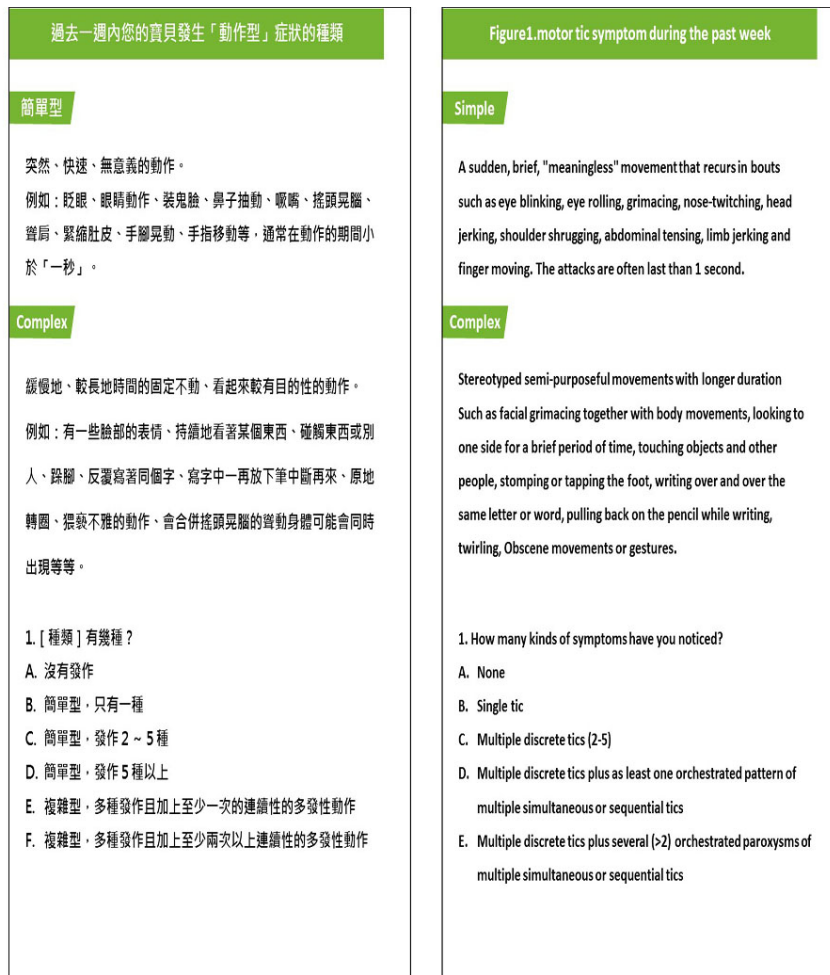 過去一週內您的寶貝發生「動作型」症狀的種類
簡單型
突然、快速、無意義的動作。
例如：眨眼、眼睛動作、裝鬼臉、鼻子抽動、噘嘴、搖頭晃腦、
聳肩、緊縮肚皮、手腳晃動、手指移動等，通常在動作的期間小
於「一秒」。
Complex
緩慢地、較長地時間的固定不動、看起來較有目的性的動作。
例如：有一些臉部的表情、持續地看著某個東西、碰觸東西或別
人、跺腳、反覆寫著同個字、寫字中一再放下筆中斷再來、原地
轉圈、猥褻不雅的動作、會合併搖頭晃腦的聳動身體可能會同時
出現等等。
1. [ 種類 ] 有幾種？
A. 沒有發作
B. 簡單型，只有一種
C. 簡單型，發作 2 ~ 5 種
D. 簡單型，發作 5 種以上
E. 複雜型，多種發作且加上至少一次的連續性的多發性動作
F. 複雜型，多種發作且加上至少兩次以上連續性的多發性動作
Figure1.motor tic symptom during the past week
Simple
A sudden, brief, "meaningless" movement that recurs in bouts
such as eye blinking, eye rolling, grimacing, nose-twitching, head
jerking, shoulder shrugging, abdominal tensing, limb jerking and
finger moving. The attacks are often last than 1 second.
Complex
Stereotyped semi-purposeful movements with longer duration
Such as facial grimacing together with body movements, looking to
one side for a brief period of time, touching objects and other
people, stomping or tapping the foot, writing over and over the
same letter or word, pulling back on the pencil while writing,
twirling, Obscene movements or gestures.
1. How many kinds of symptoms have you noticed?
A. None
B. Single tic
C. Multiple discrete tics (2-5)
D. Multiple discrete tics plus as least one orchestrated pattern of
multiple simultaneous or sequential tics
E. Multiple discrete tics plus several (>2) orchestrated paroxysms of
multiple simultaneous or sequential tics